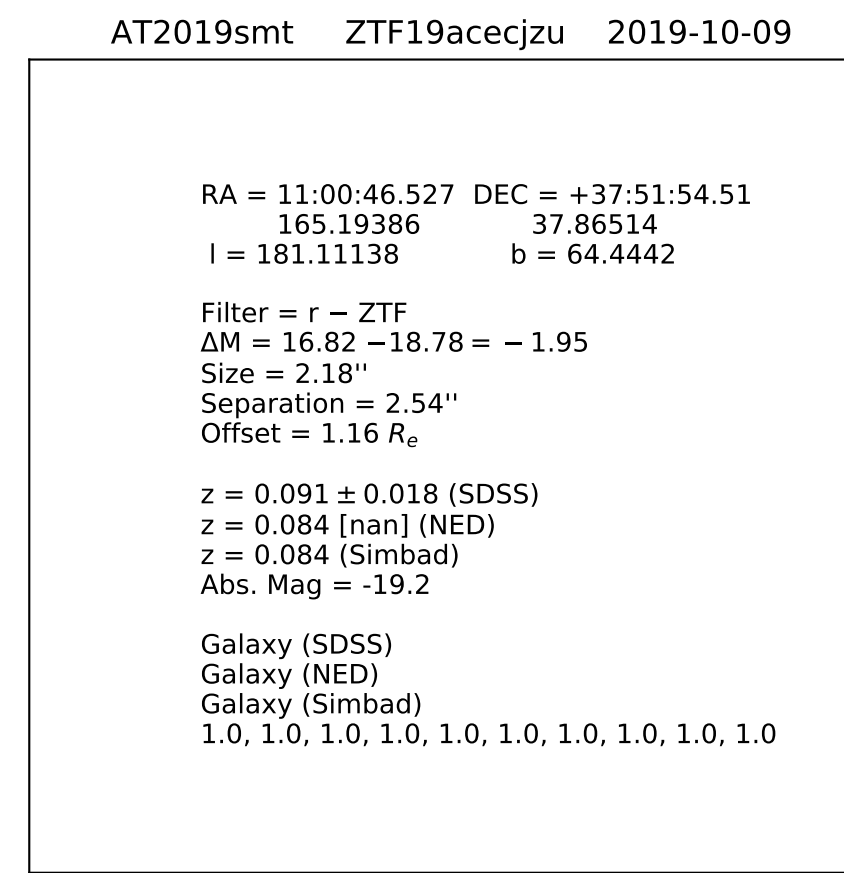 AT2019smt ZTF19acecjzu 2019-10-09
RA = 11:00:46.527 DEC = +37:51:54.51
165.19386 37.86514
l = 181.11138 b = 64.4442
Filter = r − ZTF
ΔM = 16.82 −18.78 = − 1.95
Size = 2.18''
Separation = 2.54''
Offset = 1.16 Rₑ
z = 0.091 ± 0.018 (SDSS)
z = 0.084 [nan] (NED)
z = 0.084 (Simbad)
Abs. Mag = -19.2
Galaxy (SDSS)
Galaxy (NED)
Galaxy (Simbad)
1.0, 1.0, 1.0, 1.0, 1.0, 1.0, 1.0, 1.0, 1.0, 1.0